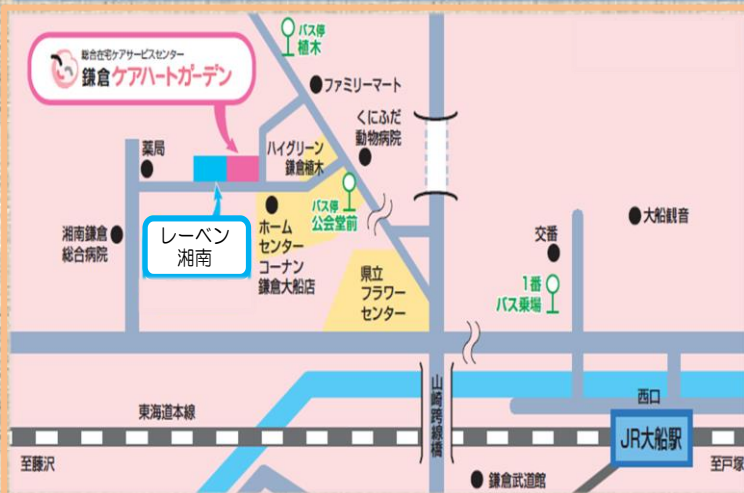 バス停
植木
総合在宅ケアサービスセンター
鎌倉ケアハートガーデン
ファミリーマート
くにふだ
動物病院
薬局
ハイグリーン
鎌倉植木
バス停
公会堂前
レーベン
湘南
湘南鎌倉
総合病院
ホーム
センター
コーナン
鎌倉大船店
県立
フラワー
センター
交番
大船観音
1番
バス乗場
山崎跨線橋
西口
東海道本線
JR大船駅
至藤沢
至戸塚
鎌倉武道館